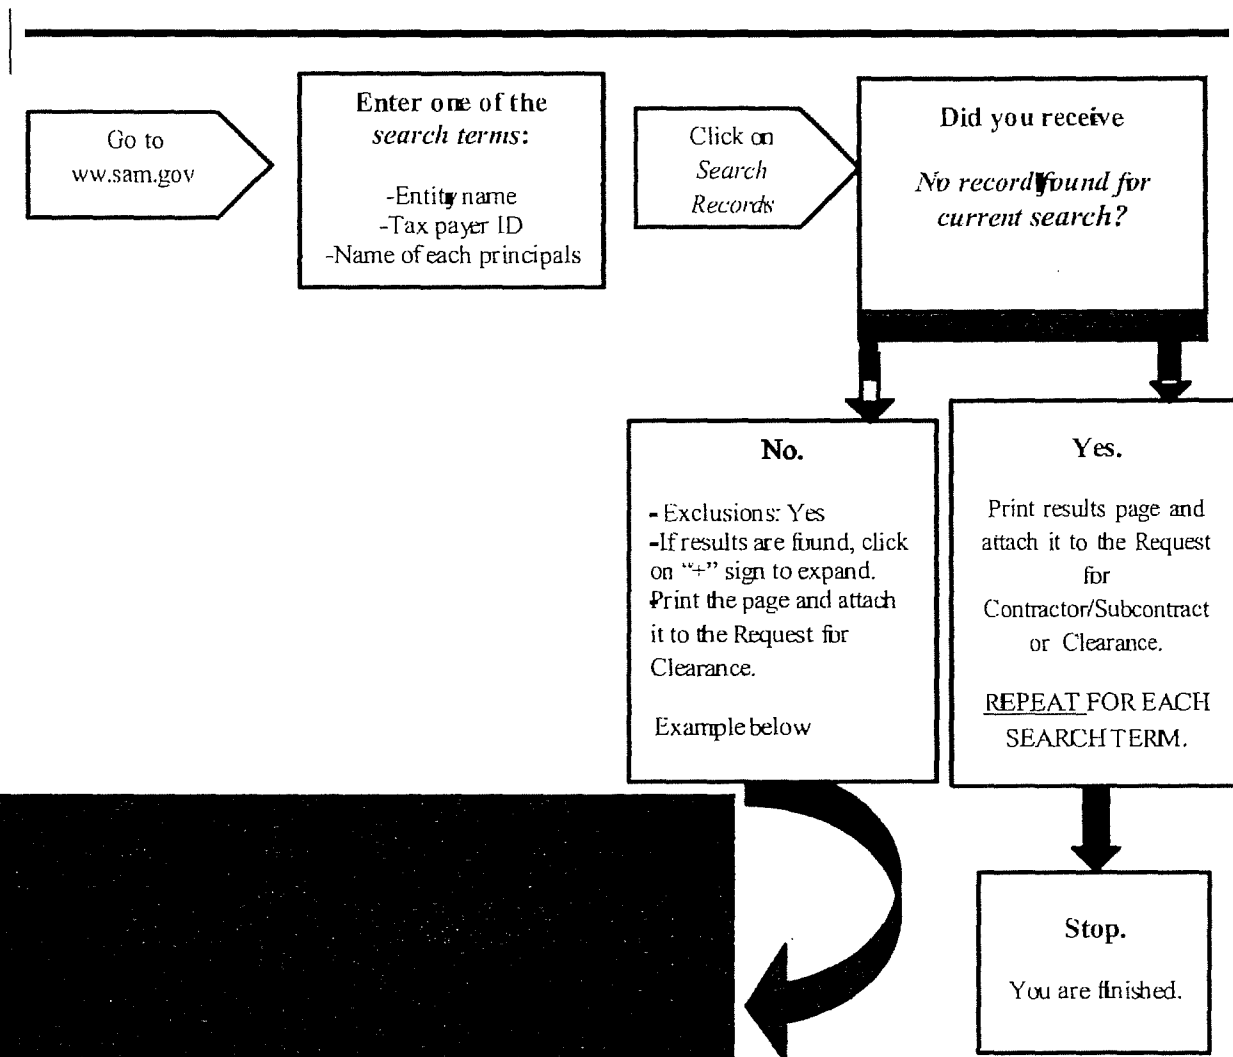 Go to
ww.sam.gov
Enter one of the
search terms:
-Entity name
-Tax payer ID
-Name of each principals
Click on
Search
Records
Did you receive
No record found for
current search?
No.
- Exclusions: Yes
-If results are found, click
on “+” sign to expand.
Print the page and attach
it to the Request for
Clearance.
Example below
Yes.
Print results page and
attach it to the Request
for
Contractor/Subcontract
or Clearance.
REPEAT FOR EACH
SEARCH TERM.
Stop.
You are finished.